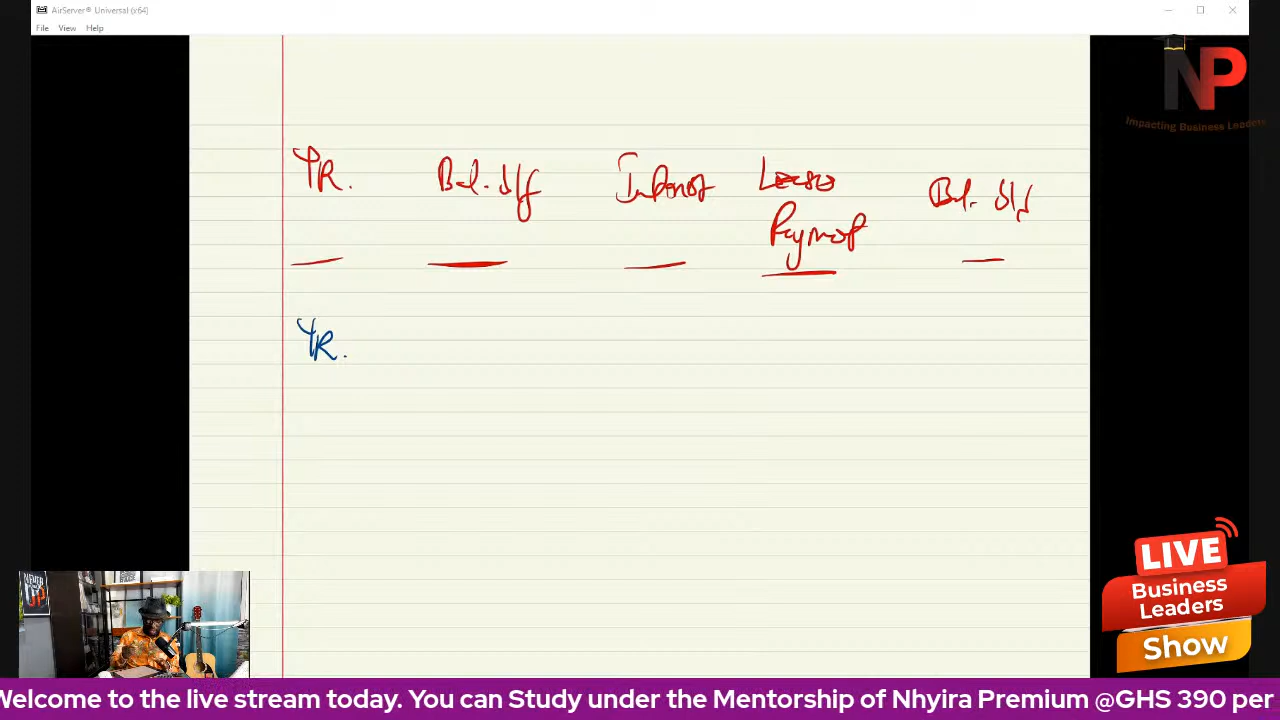 AirServer® Universal (x64)
File View Help
NP
Impacting Business Leaders
YR. Bal. b/f Interest Lease Bal. b/f
Payment
YR.
LIVE
Business
Leaders
Show
Welcome to the live stream today. You can Study under the Mentorship of Nhyira Premium @GHS 390 per